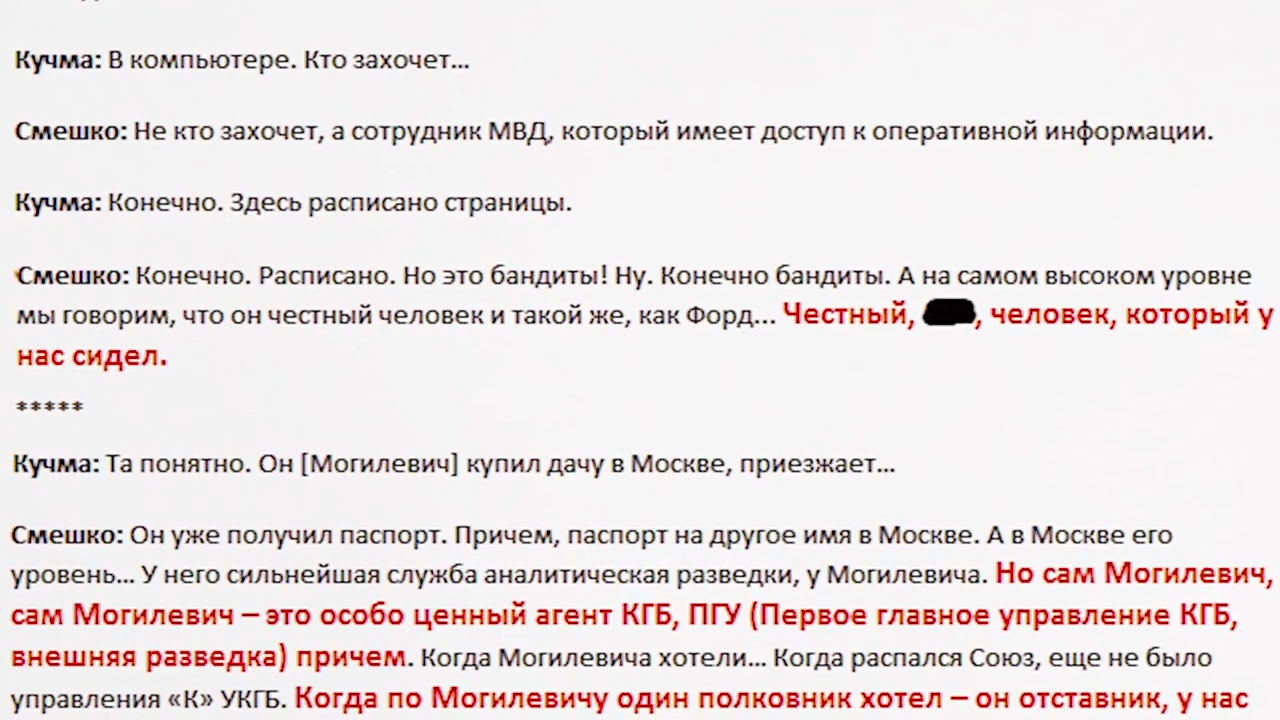 Кучма: В компьютере. Кто захочет...
Смешко: Не кто захочет, а сотрудник МВД, который имеет доступ к оперативной информации.
Кучма: Конечно. Здесь расписано страницы.
Смешко: Конечно. Расписано. Но это бандиты! Ну. Конечно бандиты. А на самом высоком уровне
мы говорим, что он честный человек и такой же, как Форд... Честный, , человек, который у
нас сидел.
*****
Кучма: Та понятно. Он [Могилевич] купил дачу в Москве, приезжает...
Смешко: Он уже получил паспорт. Причем, паспорт на другое имя в Москве. А в Москве его
уровень... У него сильнейшая служба аналитическая разведки, у Могилевича. Но сам Могилевич,
сам Могилевич – это особо ценный агент КГБ, ПГУ (Первое главное управление КГБ,
внешняя разведка) причем. Когда Могилевича хотели... Когда распался Союз, еще не было
управления «К» УКГБ. Когда по Могилевичу один полковник хотел – он отставник, у нас